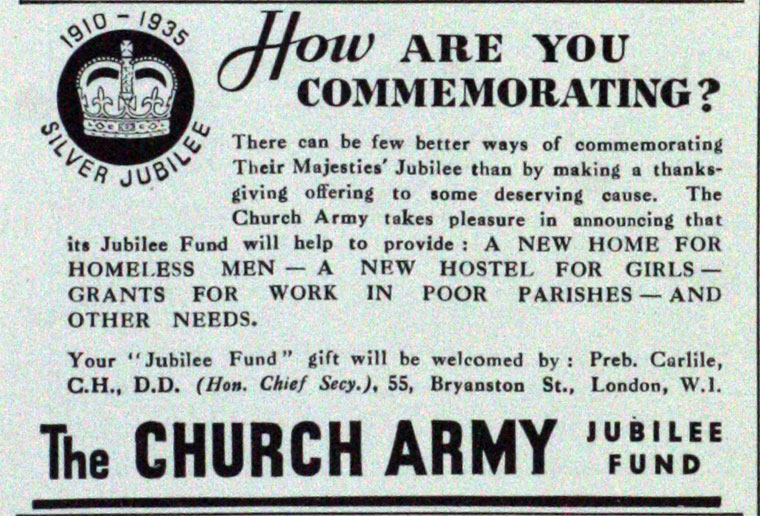 1910 - 1935
SILVER JUBILEE
How ARE YOU
COMMEMORATING?
There can be few better ways of commemorating
Their Majesties' Jubilee than by making a thanks-
giving offering to some deserving cause. The
Church Army takes pleasure in announcing that
its Jubilee Fund will help to provide : A NEW HOME FOR
HOMELESS MEN — A NEW HOSTEL FOR GIRLS —
GRANTS FOR WORK IN POOR PARISHES — AND
OTHER NEEDS.
Your "Jubilee Fund" gift will be welcomed by : Preb. Carlile,
C.H., D.D. (Hon. Chief Secy.), 55, Bryanston St., London, W.1.
The CHURCH ARMY JUBILEE
FUND